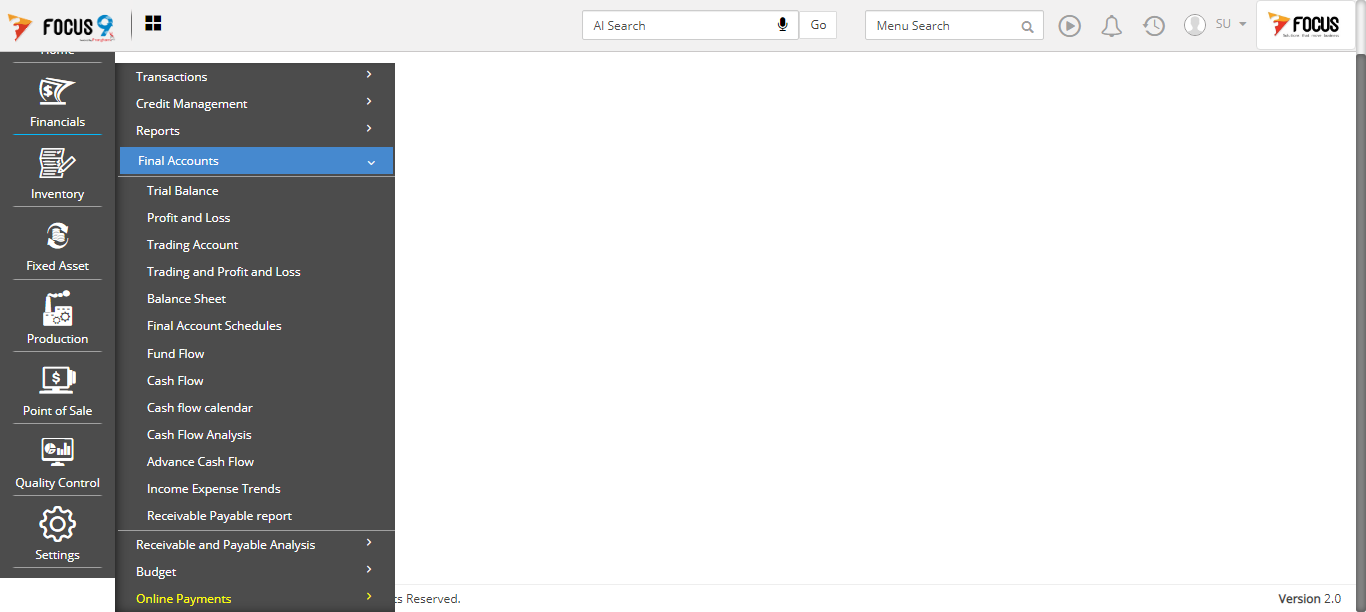 FOCUS 9
AI Search
Go
Menu Search
SU
FOCUS
Home
Financials
Inventory
Fixed Asset
Production
Point of Sale
Quality Control
Settings
Transactions
Credit Management
Reports
Final Accounts
Trial Balance
Profit and Loss
Trading Account
Trading and Profit and Loss
Balance Sheet
Final Account Schedules
Fund Flow
Cash Flow
Cash flow calendar
Cash Flow Analysis
Advance Cash Flow
Income Expense Trends
Receivable Payable report
Receivable and Payable Analysis
Budget
Online Payments
ts Reserved.
Version 2.0